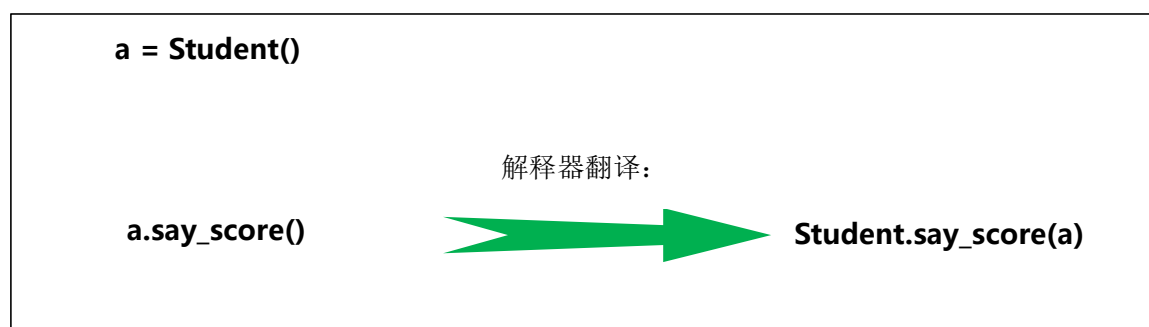 a = Student()
解释器翻译：
a.say_score()
Student.say_score(a)